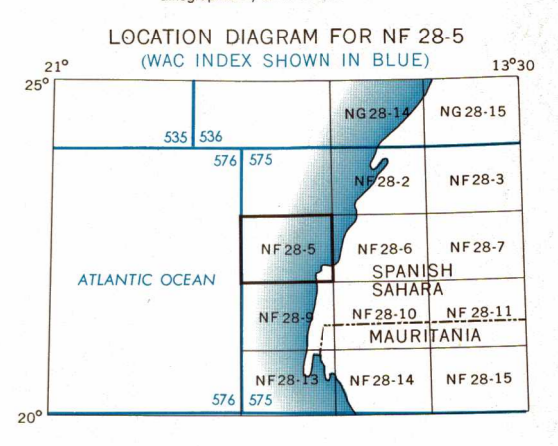 LOCATION DIAGRAM FOR NF 28-5
(WAC INDEX SHOWN IN BLUE)
21° 13°30
25°
NG 28-14 NG 28-15
535 536
576 575
NF 28-2 NF 28-3
NF 28-5 NF 28-6 NF 28-7
ATLANTIC OCEAN
SPANISH
SAHARA
NF 28-9 NF 28-10 NF 28-11
MAURITANIA
NF 28-13 NF 28-14 NF 28-15
576 575
20°